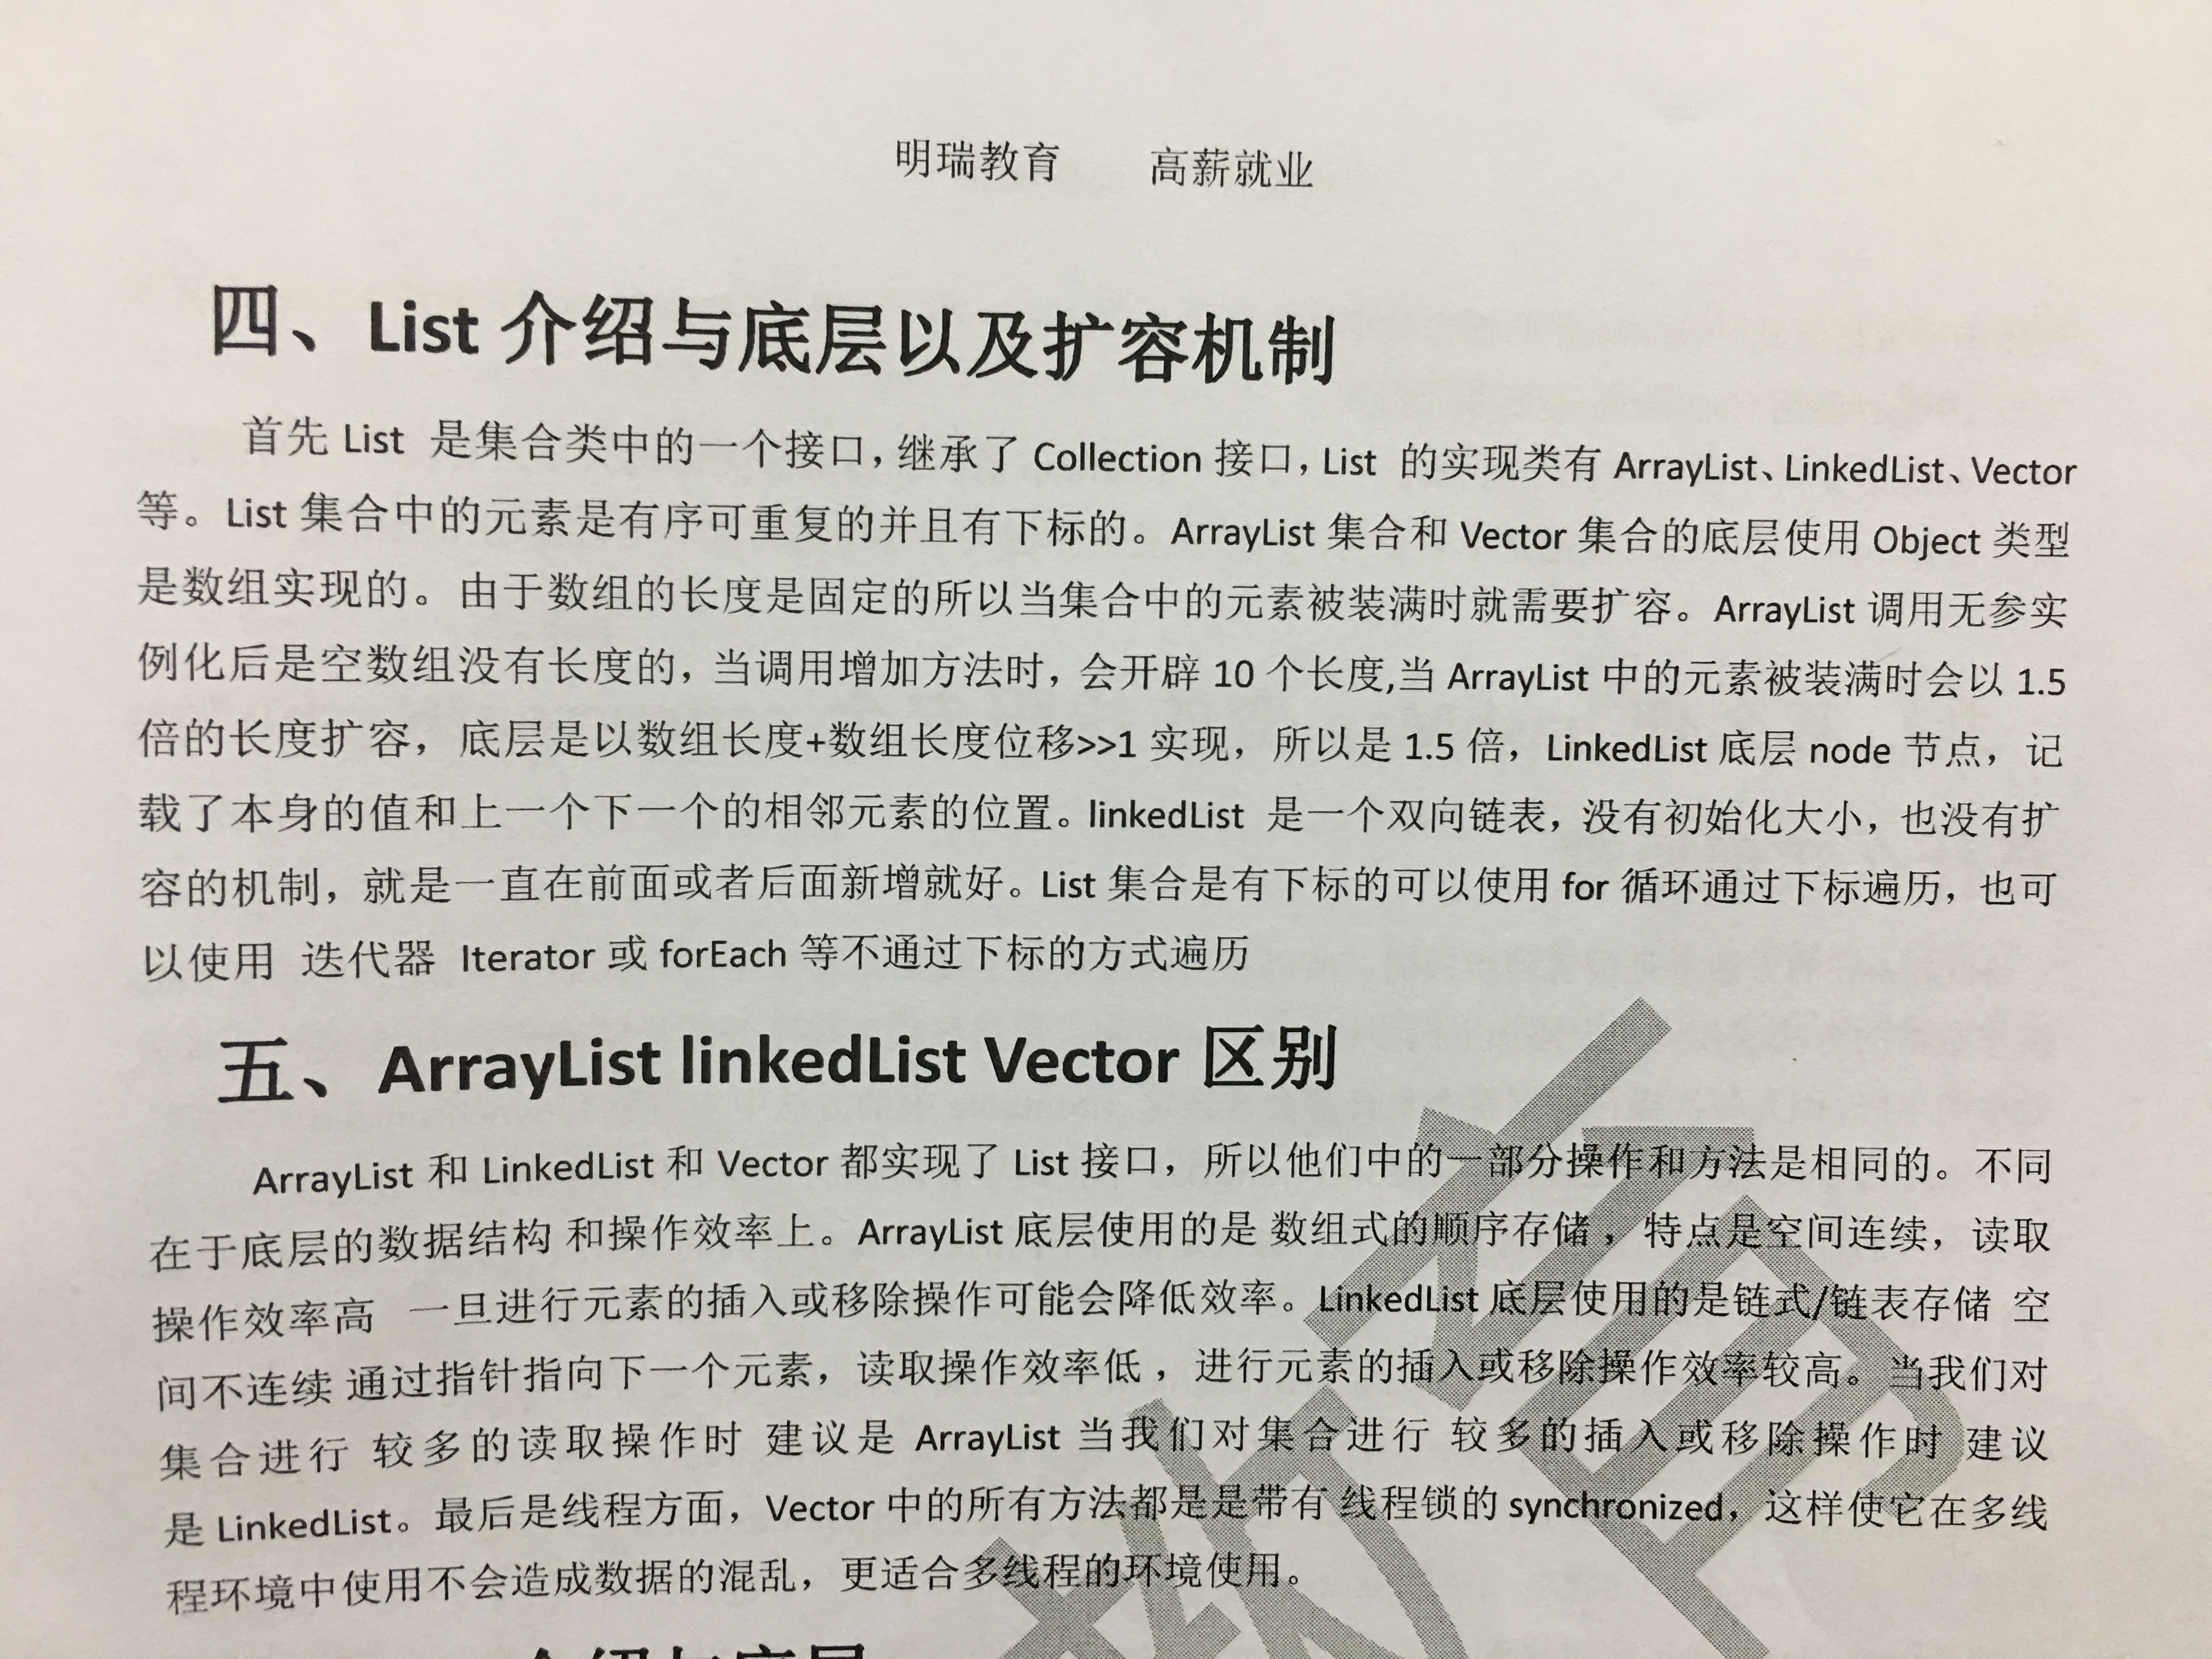 明瑞教育 高薪就业
四、List 介绍与底层以及扩容机制
首先 List 是集合类中的一个接口，继承了 Collection 接口，List 的实现类有 ArrayList、LinkedList、Vector
等。List 集合中的元素是有序可重复的并且有下标的。ArrayList 集合和 Vector 集合的底层使用 Object 类型
是数组实现的。由于数组的长度是固定的所以当集合中的元素被装满时就需要扩容。ArrayList 调用无参实
例化后是空数组没有长度的，当调用增加方法时，会开辟 10 个长度,当 ArrayList 中的元素被装满时会以 1.5
倍的长度扩容，底层是以数组长度+数组长度位移>>1 实现，所以是 1.5 倍，LinkedList 底层 node 节点，记
载了本身的值和上一个下一个的相邻元素的位置。linkedList 是一个双向链表，没有初始化大小，也没有扩
容的机制，就是一直在前面或者后面新增就好。List 集合是有下标的可以使用 for 循环通过下标遍历，也可
以使用 迭代器 Iterator 或 forEach 等不通过下标的方式遍历
五、ArrayList linkedList Vector 区别
ArrayList 和 LinkedList 和 Vector 都实现了 List 接口，所以他们中的一部分操作和方法是相同的。不同
在于底层的数据结构 和操作效率上。ArrayList 底层使用的是 数组式的顺序存储 ，特点是空间连续，读取
操作效率高 一旦进行元素的插入或移除操作可能会降低效率。LinkedList 底层使用的是链式/链表存储 空
间不连续 通过指针指向下一个元素，读取操作效率低 ，进行元素的插入或移除操作效率较高。当我们对
集合进行 较多的读取操作时 建议是 ArrayList 当我们对集合进行 较多的插入或移除操作时 建议
是 LinkedList。最后是线程方面，Vector 中的所有方法都是是带有 线程锁的 synchronized，这样使它在多线
程环境中使用不会造成数据的混乱，更适合多线程的环境使用。
介绍与底层